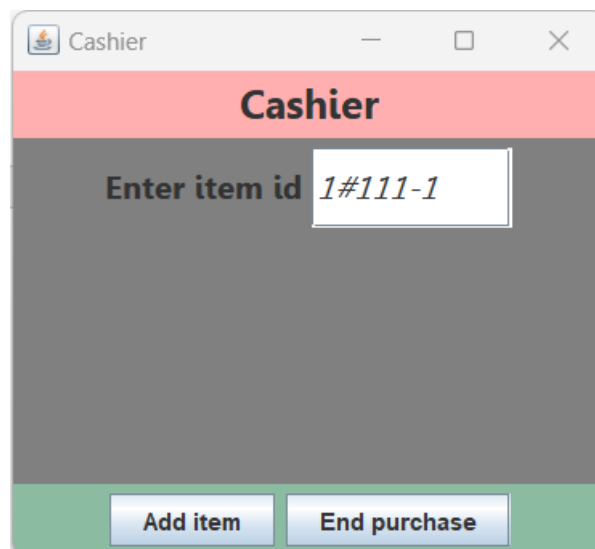 Cashier
Cashier
Enter item id 1#111-1
Add item End purchase